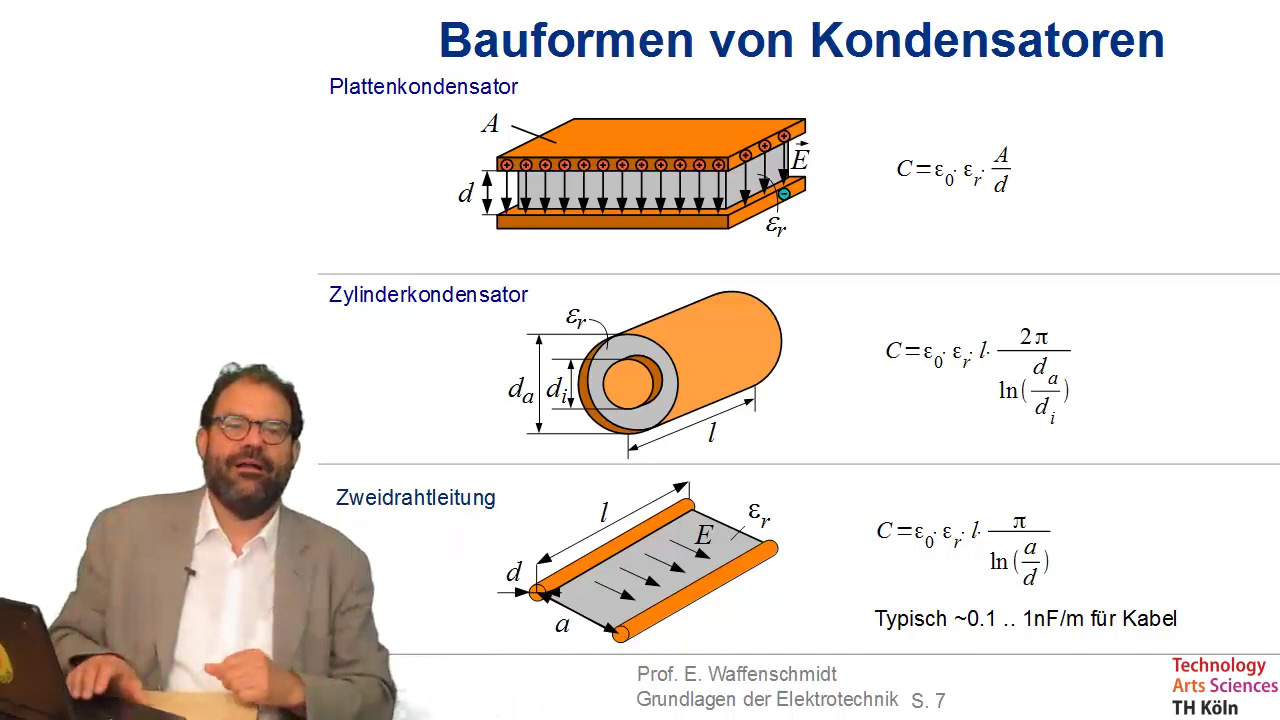 Bauformen von Kondensatoren
Plattenkondensator
A
d
E
εr
C=ε0·εr·A/d
Zylinderkondensator
εr
da
di
l
C=ε0·εr·l·2π/ln(da/di)
Zweidrahtleitung
l
εr
E
d
a
C=ε0·εr·l·π/ln(a/d)
Typisch ~0.1 .. 1nF/m für Kabel
Prof. E. Waffenschmidt
Grundlagen der Elektrotechnik S. 7
Technology
Arts Sciences
TH Köln